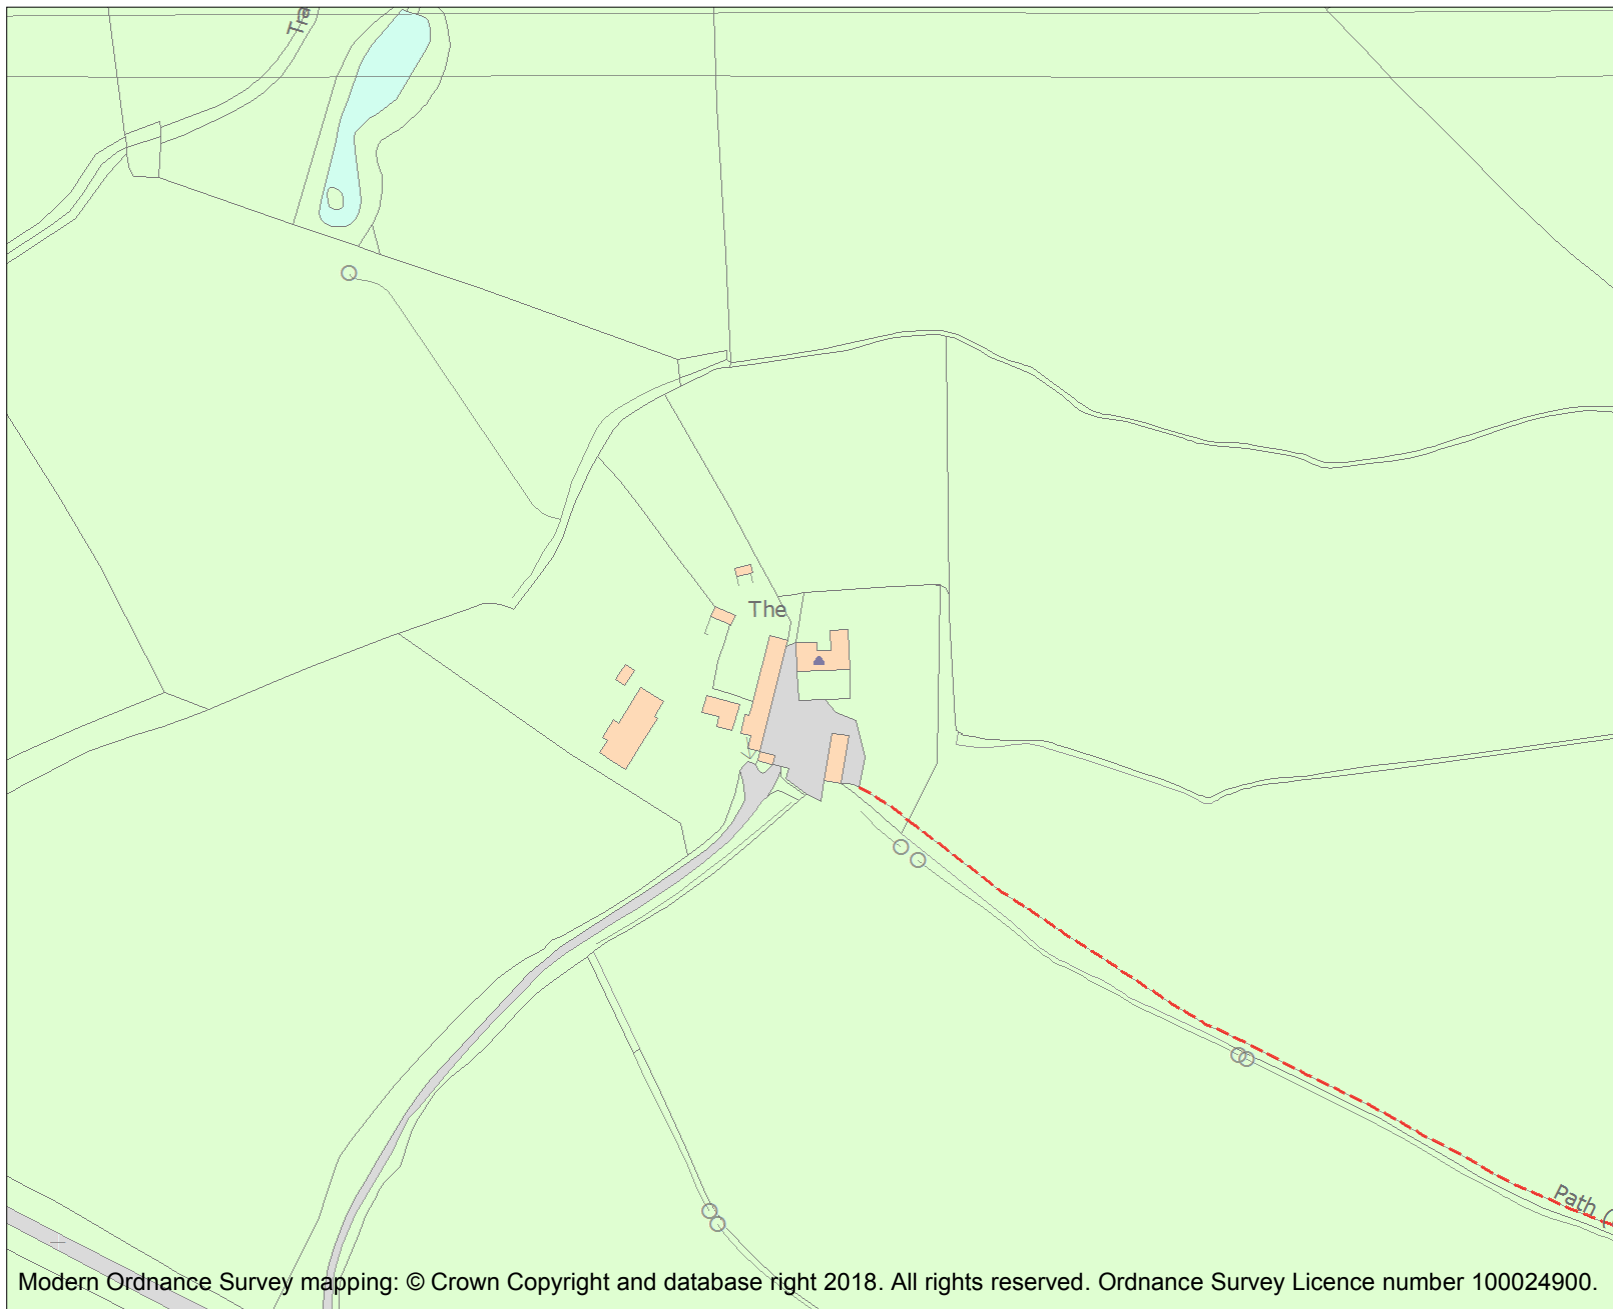 Tra
The
Path (
Modern Ordnance Survey mapping: © Crown Copyright and database right 2018. All rights reserved. Ordnance Survey Licence number 100024900.